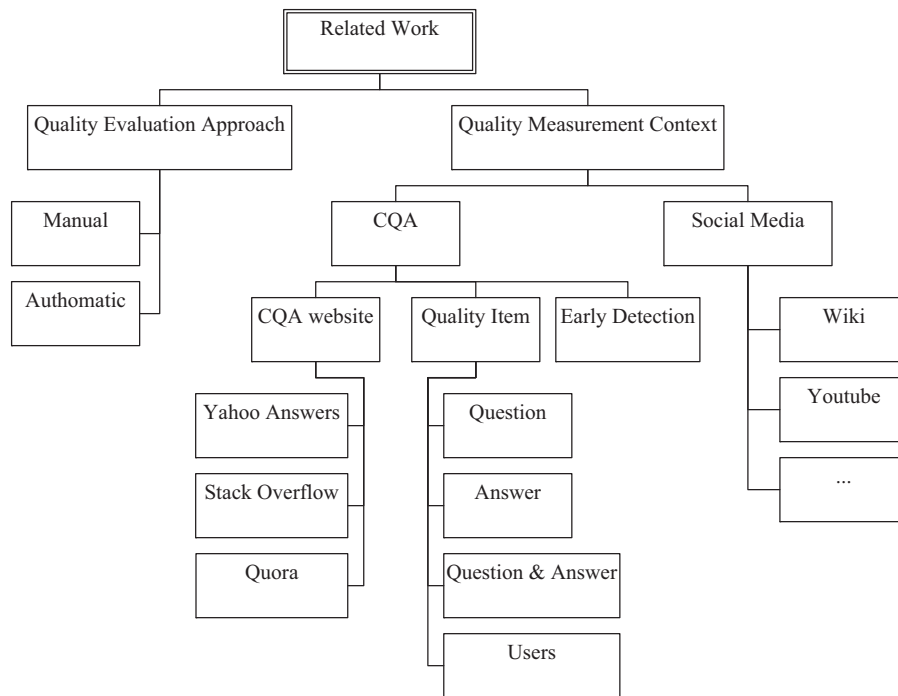 Related Work
Quality Evaluation Approach
Quality Measurement Context
Manual
CQA
Social Media
Authomatic
CQA website
Quality Item
Early Detection
Wiki
Yahoo Answers
Question
Youtube
Stack Overflow
Answer
...
Quora
Question & Answer
Users